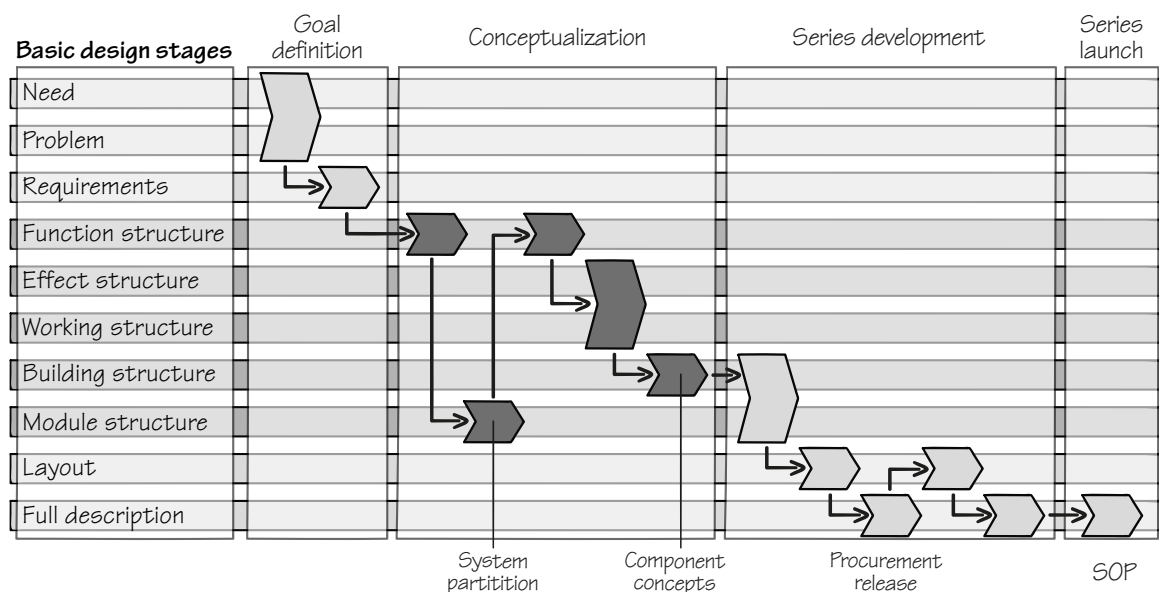 Goal
definition
Conceptualization
Series development
Series
launch
Basic design stages
Need
Problem
Requirements
Function structure
Effect structure
Working structure
Building structure
Module structure
Layout
Full description
System
partitition
Component
concepts
Procurement
release
SOP